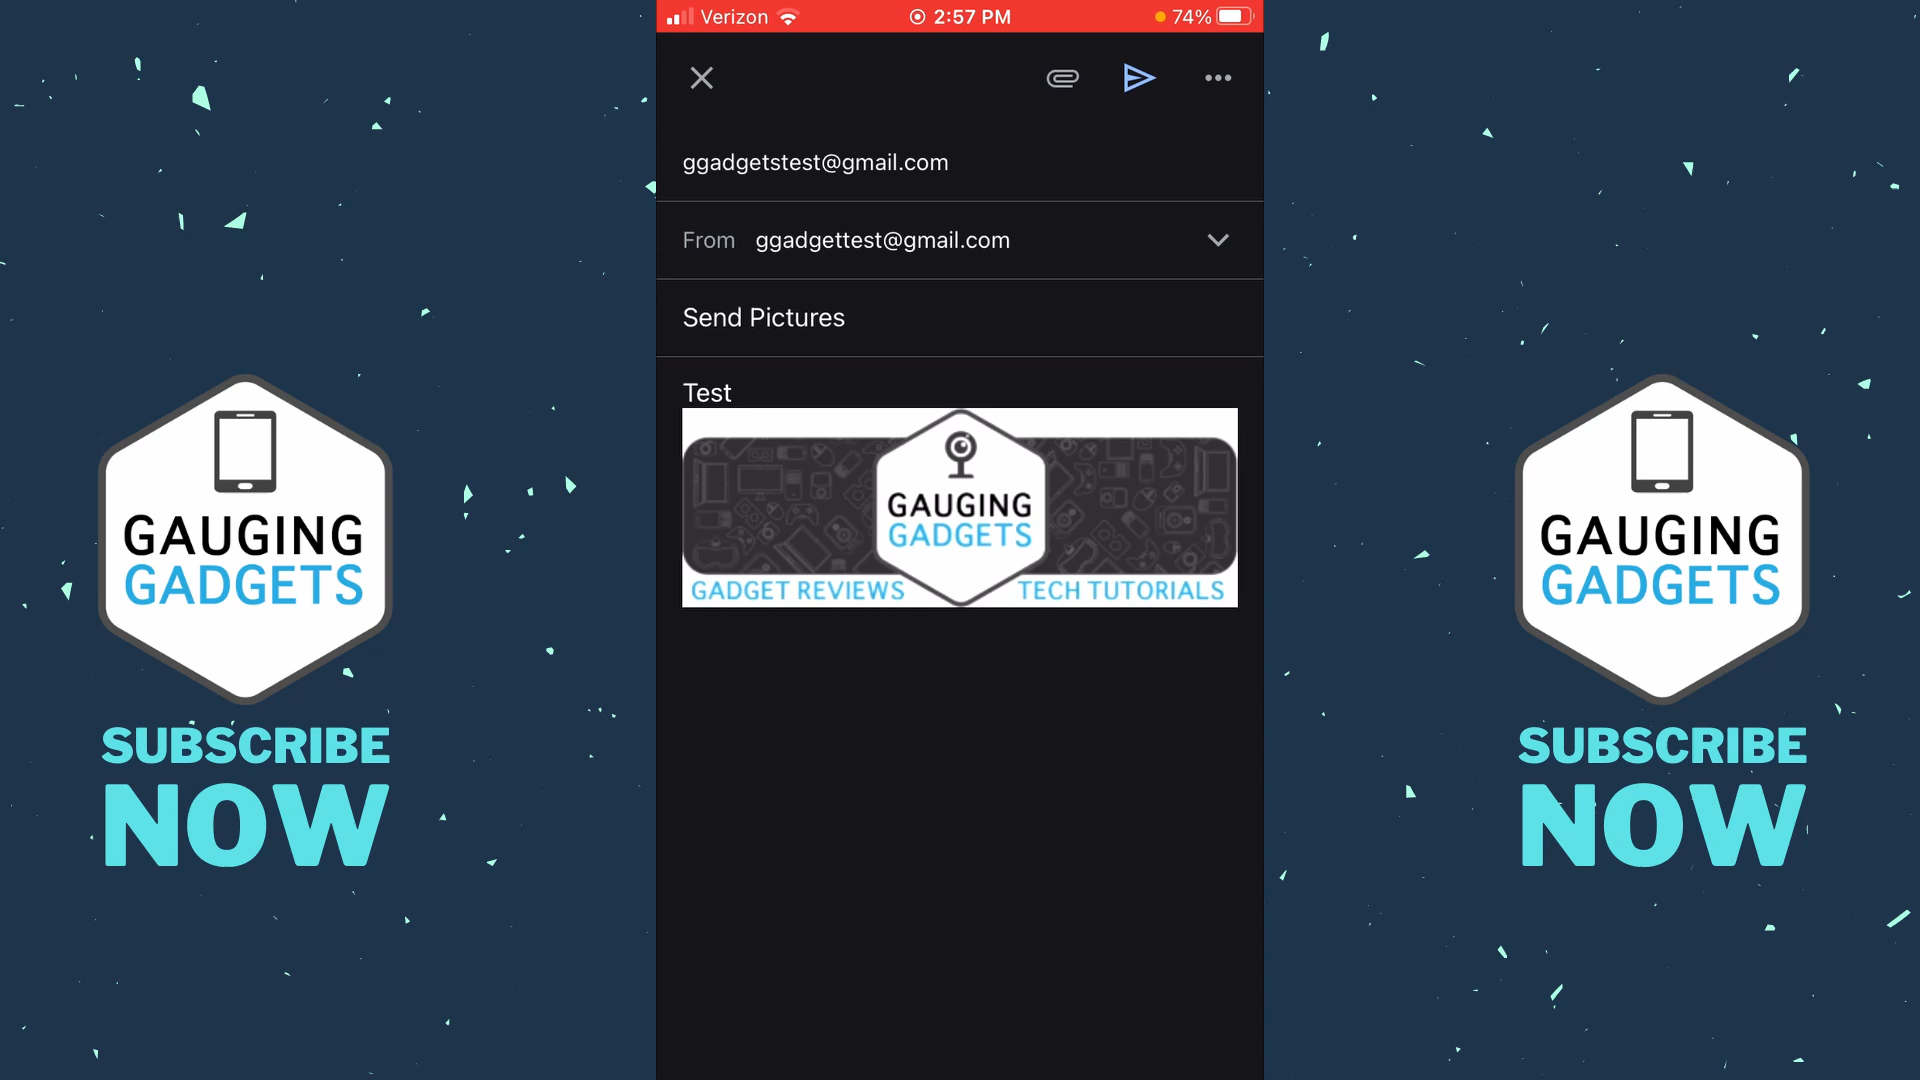 Verizon 2:57 PM 74%
ggadgetstest@gmail.com
From ggadgettest@gmail.com
Send Pictures
Test
GAUGING
GADGETS
GADGET REVIEWS TECH TUTORIALS
GAUGING
GADGETS
SUBSCRIBE
NOW
GAUGING
GADGETS
SUBSCRIBE
NOW